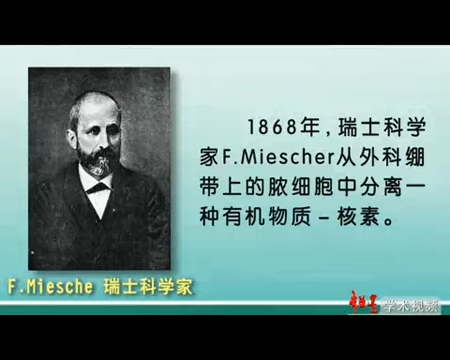 1868年,瑞士科学
家F.Miescher从外科绷
带上的脓细胞中分离一
种有机物质－核素。
F.Miesche 瑞士科学家
超星学术视频